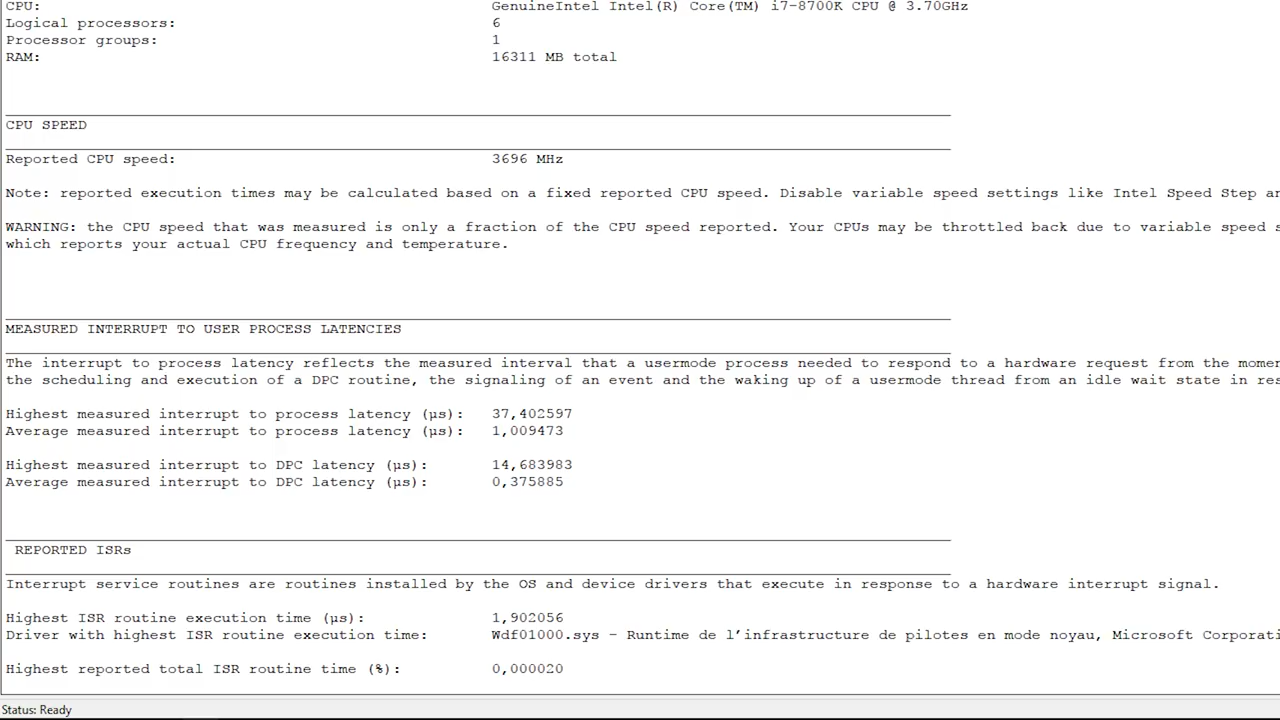 CPU: GenuineIntel Intel(R) Core(TM) i7-8700K CPU @ 3.70GHz
Logical processors: 6
Processor groups: 1
RAM: 16311 MB total
CPU SPEED
Reported CPU speed: 3696 MHz
Note: reported execution times may be calculated based on a fixed reported CPU speed. Disable variable speed settings like Intel Speed Step
WARNING: the CPU speed that was measured is only a fraction of the CPU speed reported. Your CPUs may be throttled back due to variable speed
which reports your actual CPU frequency and temperature.
MEASURED INTERRUPT TO USER PROCESS LATENCIES
The interrupt to process latency reflects the measured interval that a usermode process needed to respond to a hardware request from the
the scheduling and execution of a DPC routine, the signaling of an event and the waking up of a usermode thread from an idle wait state in
Highest measured interrupt to process latency (µs): 37,402597
Average measured interrupt to process latency (µs): 1,009473
Highest measured interrupt to DPC latency (µs): 14,683983
Average measured interrupt to DPC latency (µs): 0,375885
REPORTED ISRs
Interrupt service routines are routines installed by the OS and device drivers that execute in response to a hardware interrupt signal.
Highest ISR routine execution time (µs): 1,902056
Driver with highest ISR routine execution time: Wdf01000.sys - Runtime de l’infrastructure de pilotes en mode noyau, Microsoft
Highest reported total ISR routine time (%): 0,000020
Status: Ready